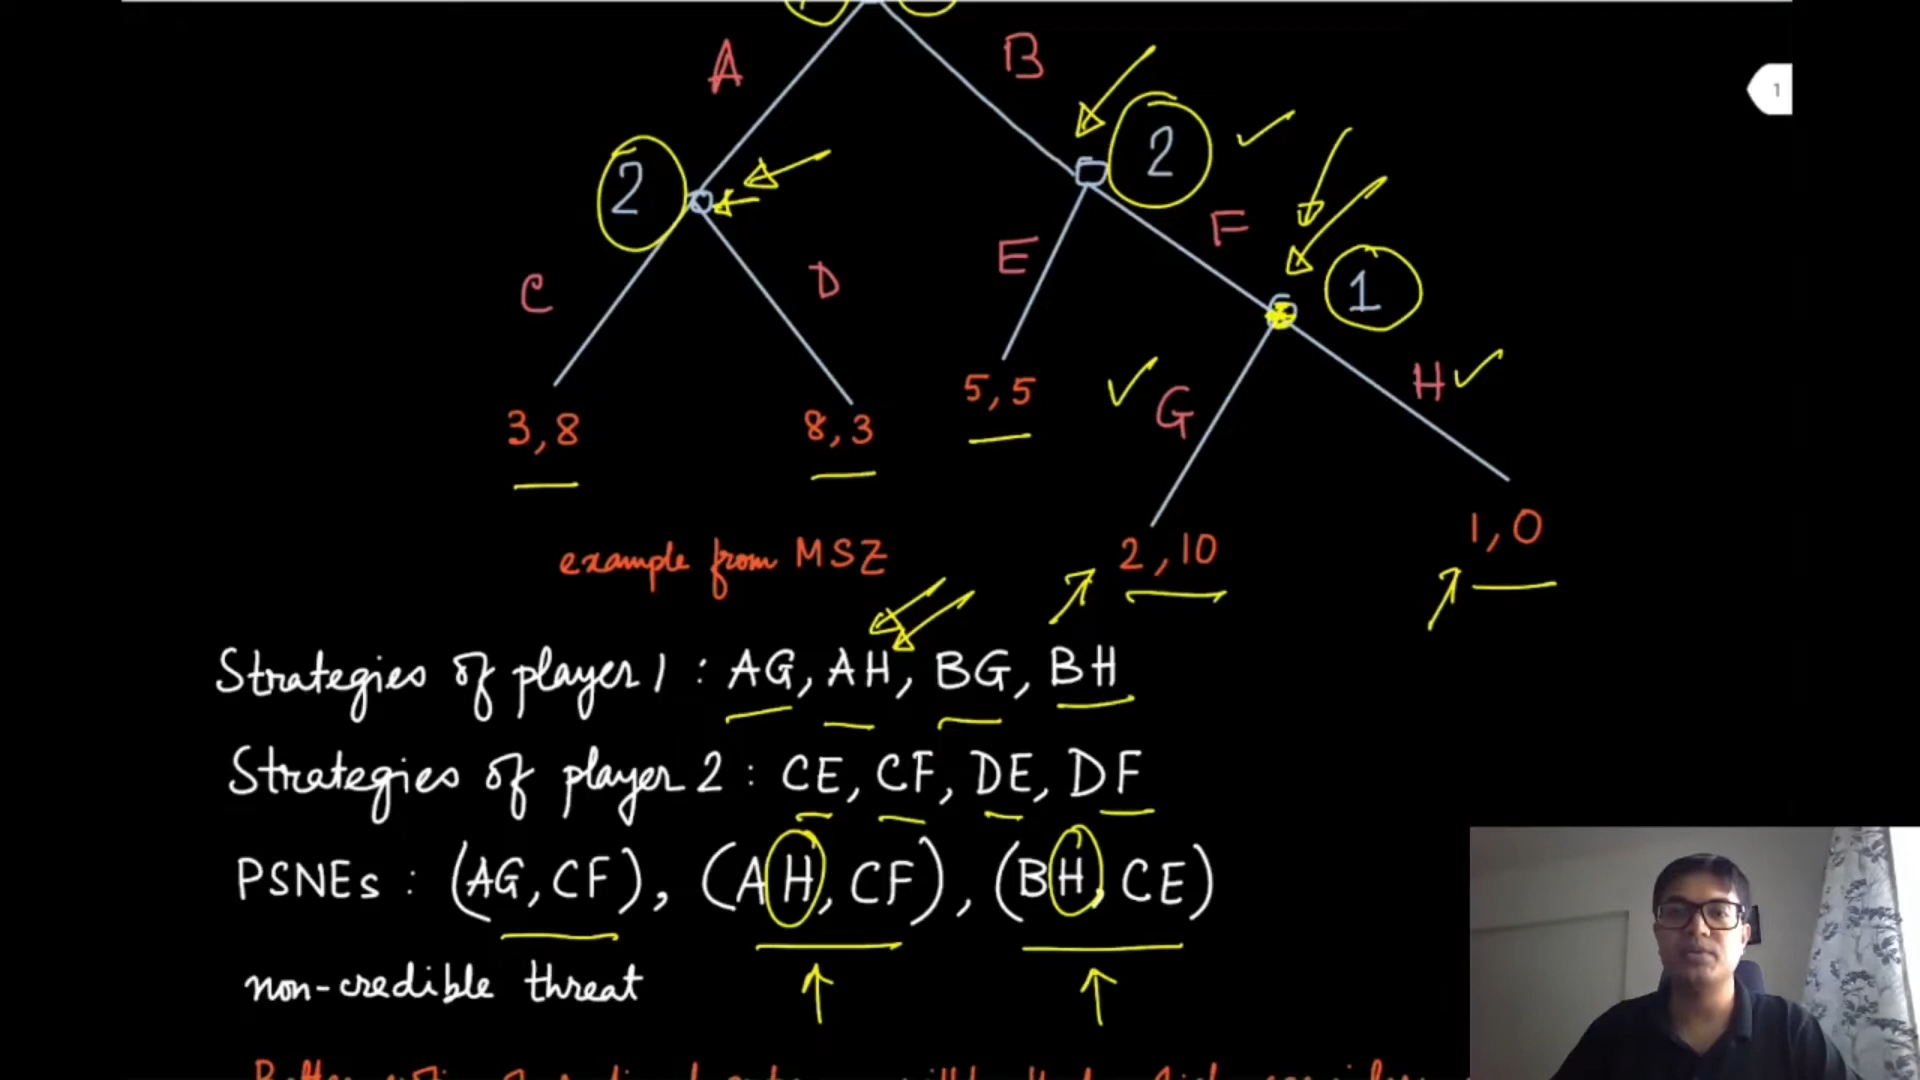 A
B
1
2
2
F
E
1
C
D
H
5,5
G
3,8
8,3
1,0
2,10
example from MSZ
Strategies of player 1 : AG, AH, BG, BH
Strategies of player 2 : CE, CF, DE, DF
PSNEs : (AG, CF), (AH, CF), (BH, CE)
non-credible threat